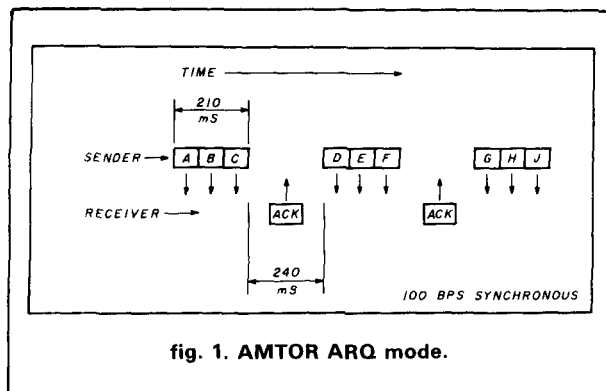 TIME
210
mS
SENDER A B C D E F G H J
RECEIVER ACK ACK
240
mS
100 BPS SYNCHRONOUS
fig. 1. AMTOR ARQ mode.